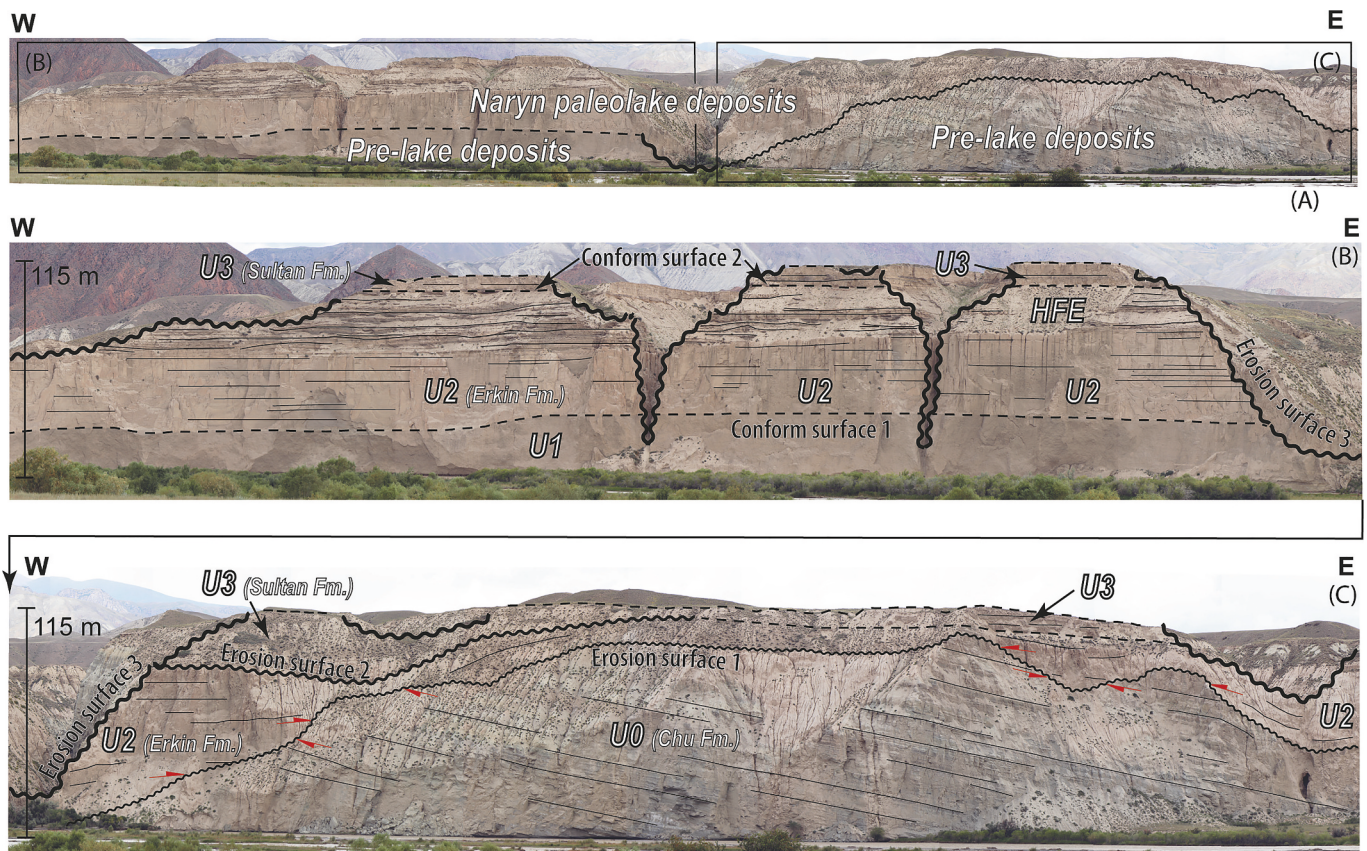 W
E
(B)
(C)
Naryn paleolake deposits
Pre-lake deposits
Pre-lake deposits
(A)
W
E
(B)
115 m
U3 (Sultan Fm.)
Conform surface 2
U3
HFE
U2 (Erkin Fm.)
U2
U2
Erosion surface 3
Conform surface 1
U1
W
E
(C)
115 m
U3 (Sultan Fm.)
U3
Erosion surface 3
Erosion surface 2
Erosion surface 1
U2 (Erkin Fm.)
U0 (Chu Fm.)
U2